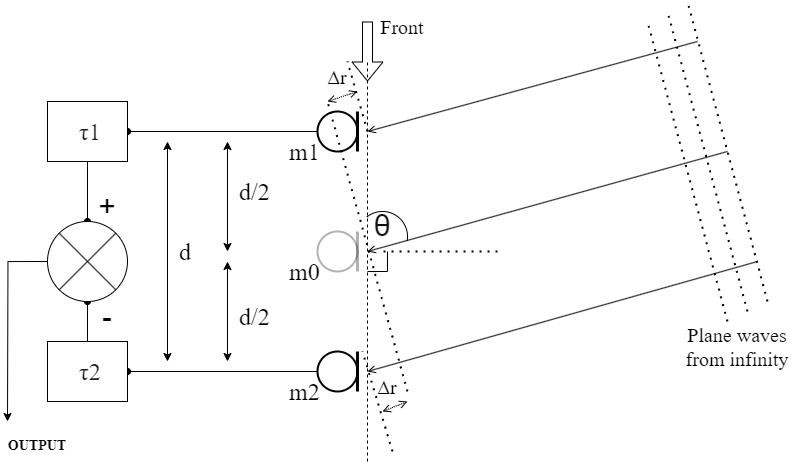 Front
Δr
τ1
m1
+
d/2
θ
d
m0
-
d/2
Plane waves
from infinity
τ2
m2
Δr
OUTPUT